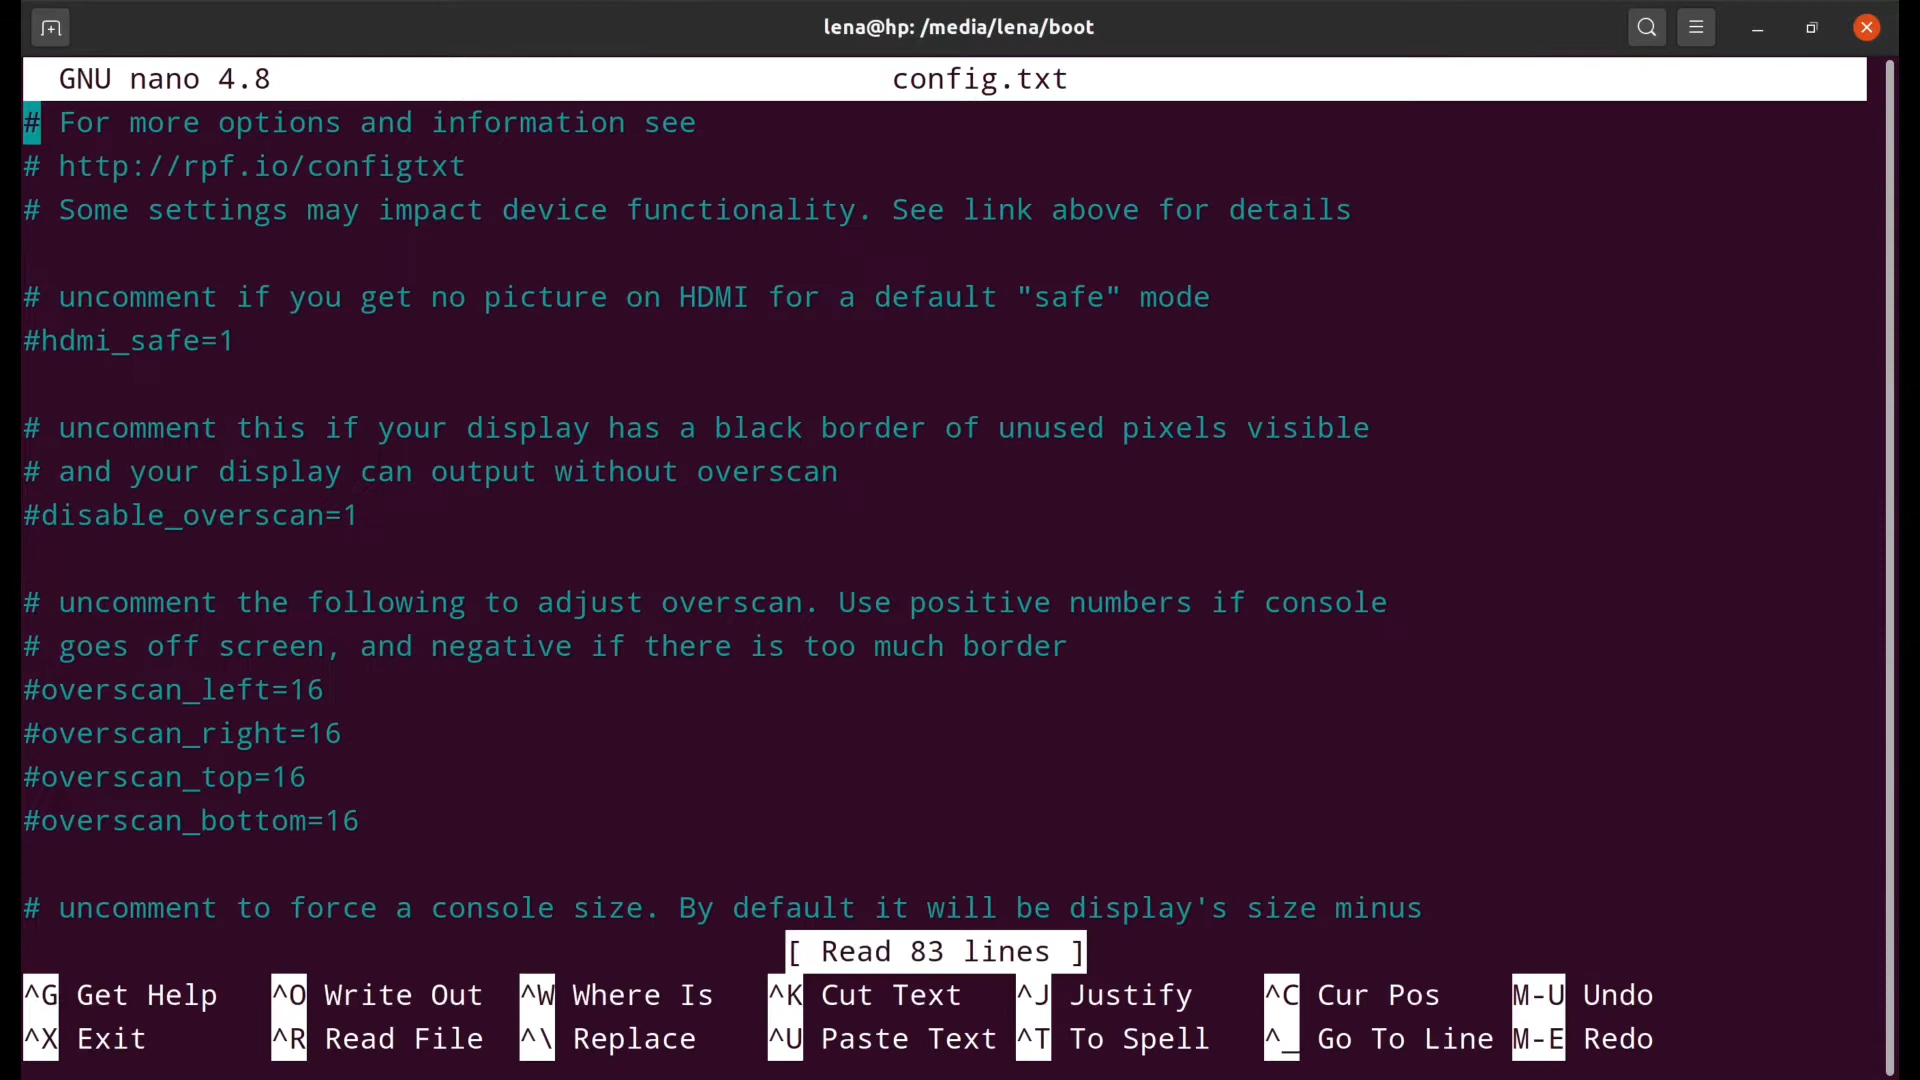 lena@hp: /media/lena/boot
GNU nano 4.8 config.txt
# For more options and information see
# http://rpf.io/configtxt
# Some settings may impact device functionality. See link above for details
# uncomment if you get no picture on HDMI for a default "safe" mode
#hdmi_safe=1
# uncomment this if your display has a black border of unused pixels visible
# and your display can output without overscan
#disable_overscan=1
# uncomment the following to adjust overscan. Use positive numbers if console
# goes off screen, and negative if there is too much border
#overscan_left=16
#overscan_right=16
#overscan_top=16
#overscan_bottom=16
# uncomment to force a console size. By default it will be display's size minus
[ Read 83 lines ]
^G Get Help ^O Write Out ^W Where Is ^K Cut Text ^J Justify ^C Cur Pos M-U Undo
^X Exit ^R Read File ^\ Replace ^U Paste Text ^T To Spell ^_ Go To Line M-E Redo